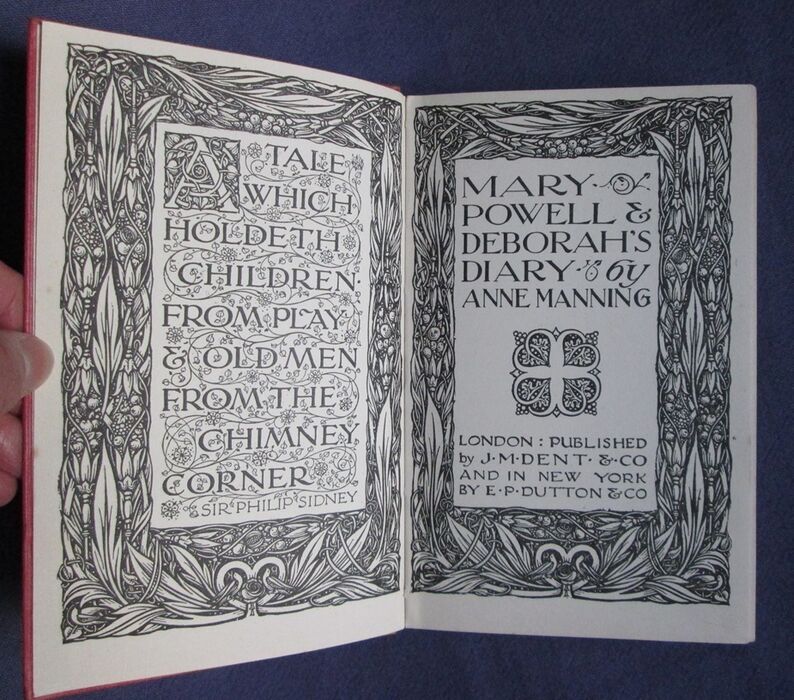 A TALE
WHICH
HOLDETH
CHILDREN
FROM PLAY
& OLD MEN
FROM THE
CHIMNEY
CORNER
SIR PHILIP SIDNEY
MARY
POWELL &
DEBORAH'S
DIARY by
ANNE MANNING
LONDON: PUBLISHED
by J. M. DENT. & CO
AND IN NEW YORK
BY E. P. DUTTON & CO